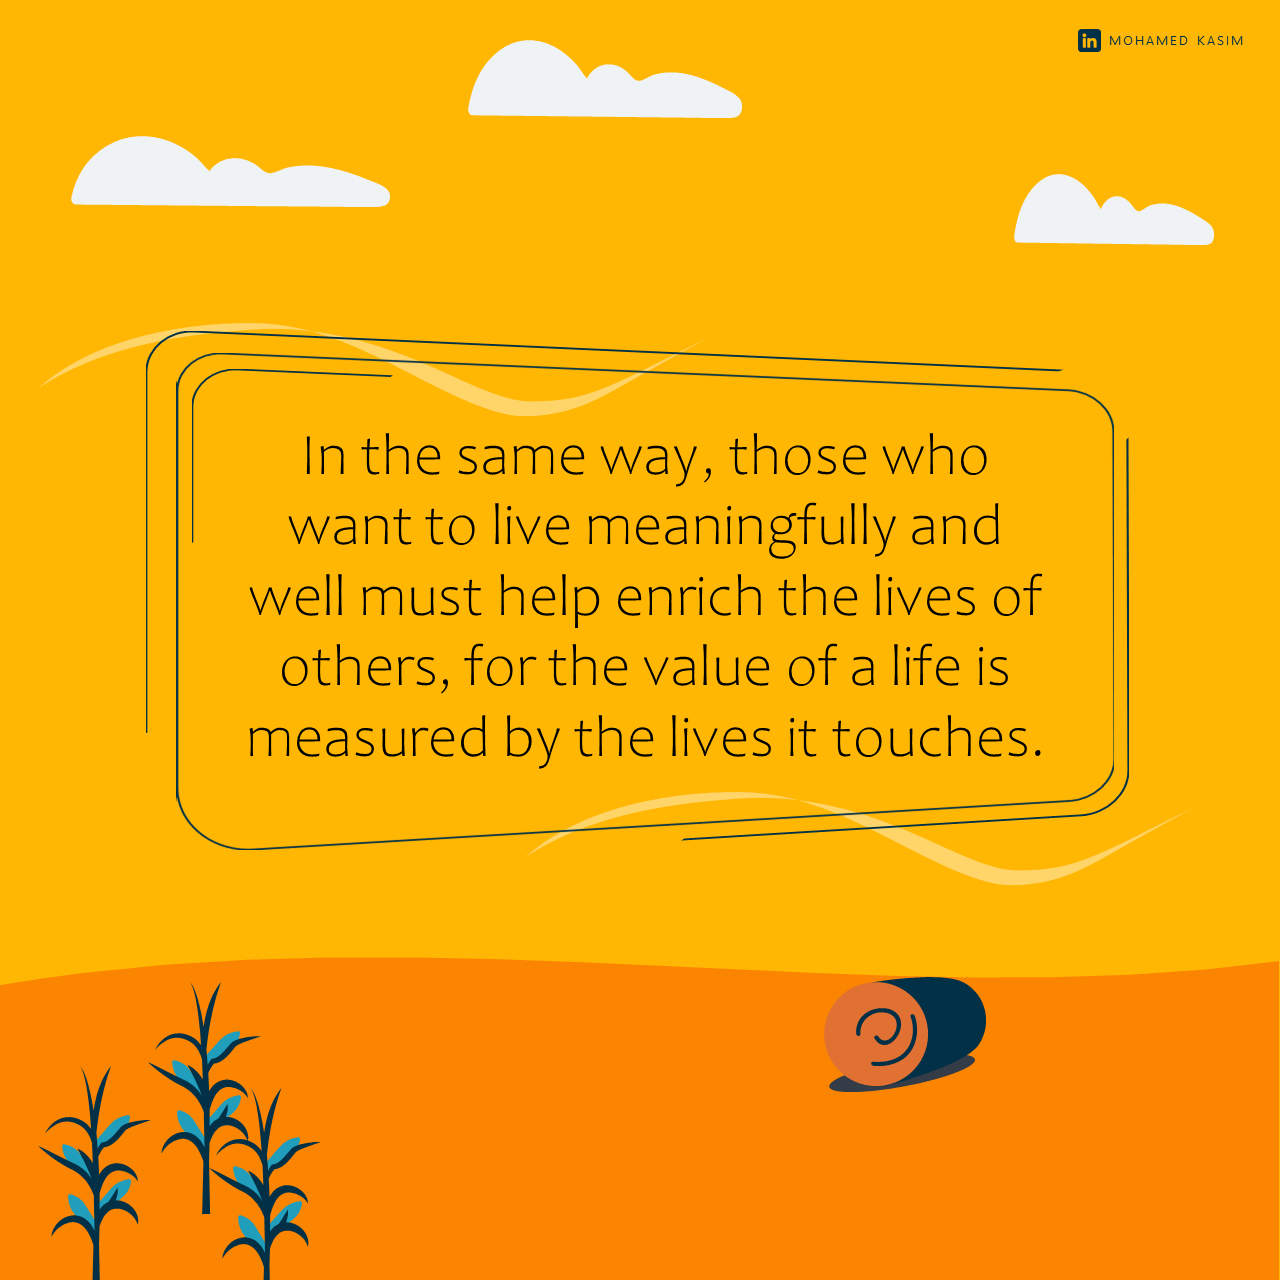 in MOHAMED KASIM
In the same way, those who
want to live meaningfully and
well must help enrich the lives of
others, for the value of a life is
measured by the lives it touches.